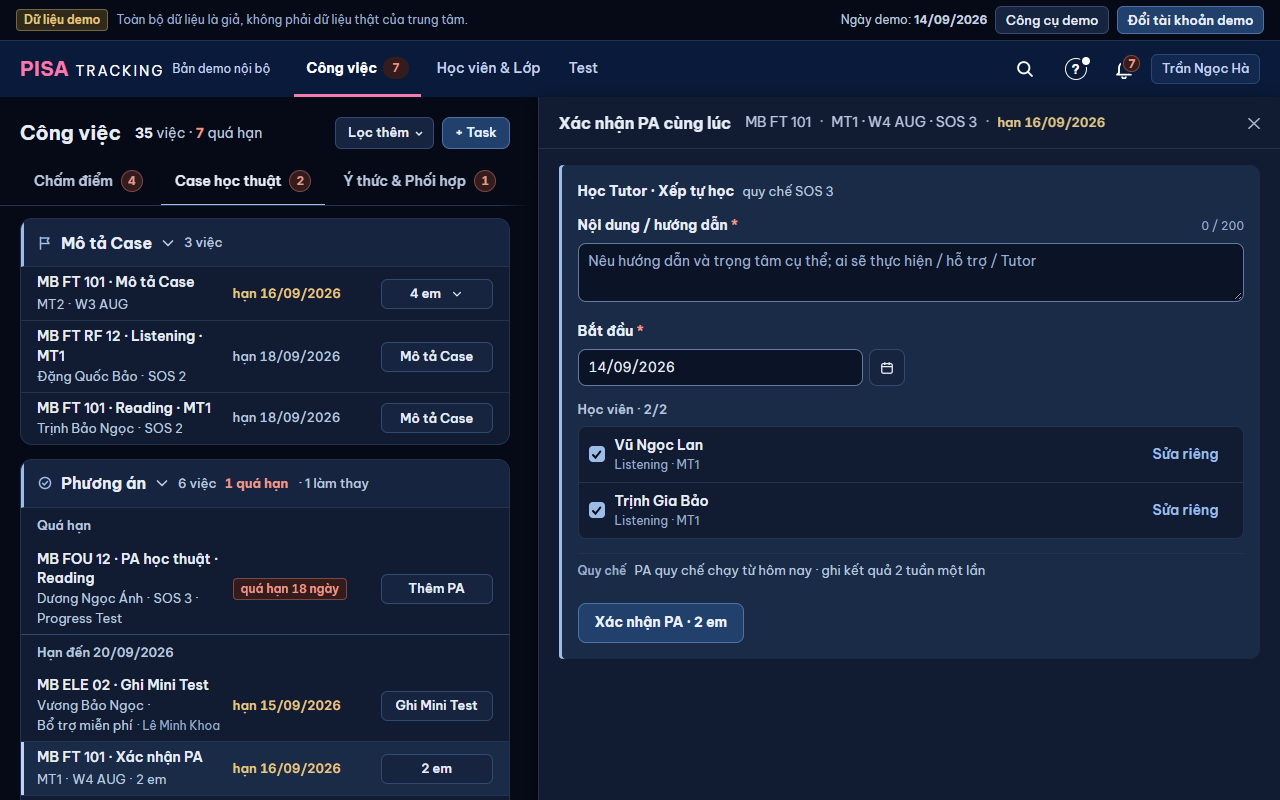 Dữ liệu demo Toàn bộ dữ liệu là giả, không phải dữ liệu thật của trung tâm. Ngày demo: 14/09/2026 Công cụ demo Đổi tài khoản demo
PISA TRACKING Bản demo nội bộ Công việc 7 Học viên & Lớp Test ? 7 Trần Ngọc Hà
Công việc 35 việc · 7 quá hạn Lọc thêm + Task
Chấm điểm 4 Case học thuật 2 Ý thức & Phối hợp 1
Mô tả Case 3 việc
MB FT 101 · Mô tả Case
MT2 · W3 AUG
hạn 16/09/2026 4 em
MB FT RF 12 · Listening ·
MT1
Đặng Quốc Bảo · SOS 2
hạn 18/09/2026 Mô tả Case
MB FT 101 · Reading · MT1
Trịnh Bảo Ngọc · SOS 2
hạn 18/09/2026 Mô tả Case
Phương án 6 việc 1 quá hạn · 1 làm thay
Quá hạn
MB FOU 12 · PA học thuật ·
Reading
Dương Ngọc Ánh · SOS 3 ·
Progress Test
quá hạn 18 ngày Thêm PA
Hạn đến 20/09/2026
MB ELE 02 · Ghi Mini Test
Vương Bảo Ngọc ·
Bổ trợ miễn phí · Lê Minh Khoa
hạn 15/09/2026 Ghi Mini Test
MB FT 101 · Xác nhận PA
MT1 · W4 AUG · 2 em
hạn 16/09/2026 2 em
Xác nhận PA cùng lúc MB FT 101 · MT1 · W4 AUG · SOS 3 · hạn 16/09/2026
Học Tutor · Xếp tự học quy chế SOS 3
Nội dung / hướng dẫn * 0 / 200
Nêu hướng dẫn và trọng tâm cụ thể; ai sẽ thực hiện / hỗ trợ / Tutor
Bắt đầu *
14/09/2026
Học viên · 2/2
Vũ Ngọc Lan
Listening · MT1
Sửa riêng
Trịnh Gia Bảo
Listening · MT1
Sửa riêng
Quy chế PA quy chế chạy từ hôm nay · ghi kết quả 2 tuần một lần
Xác nhận PA · 2 em